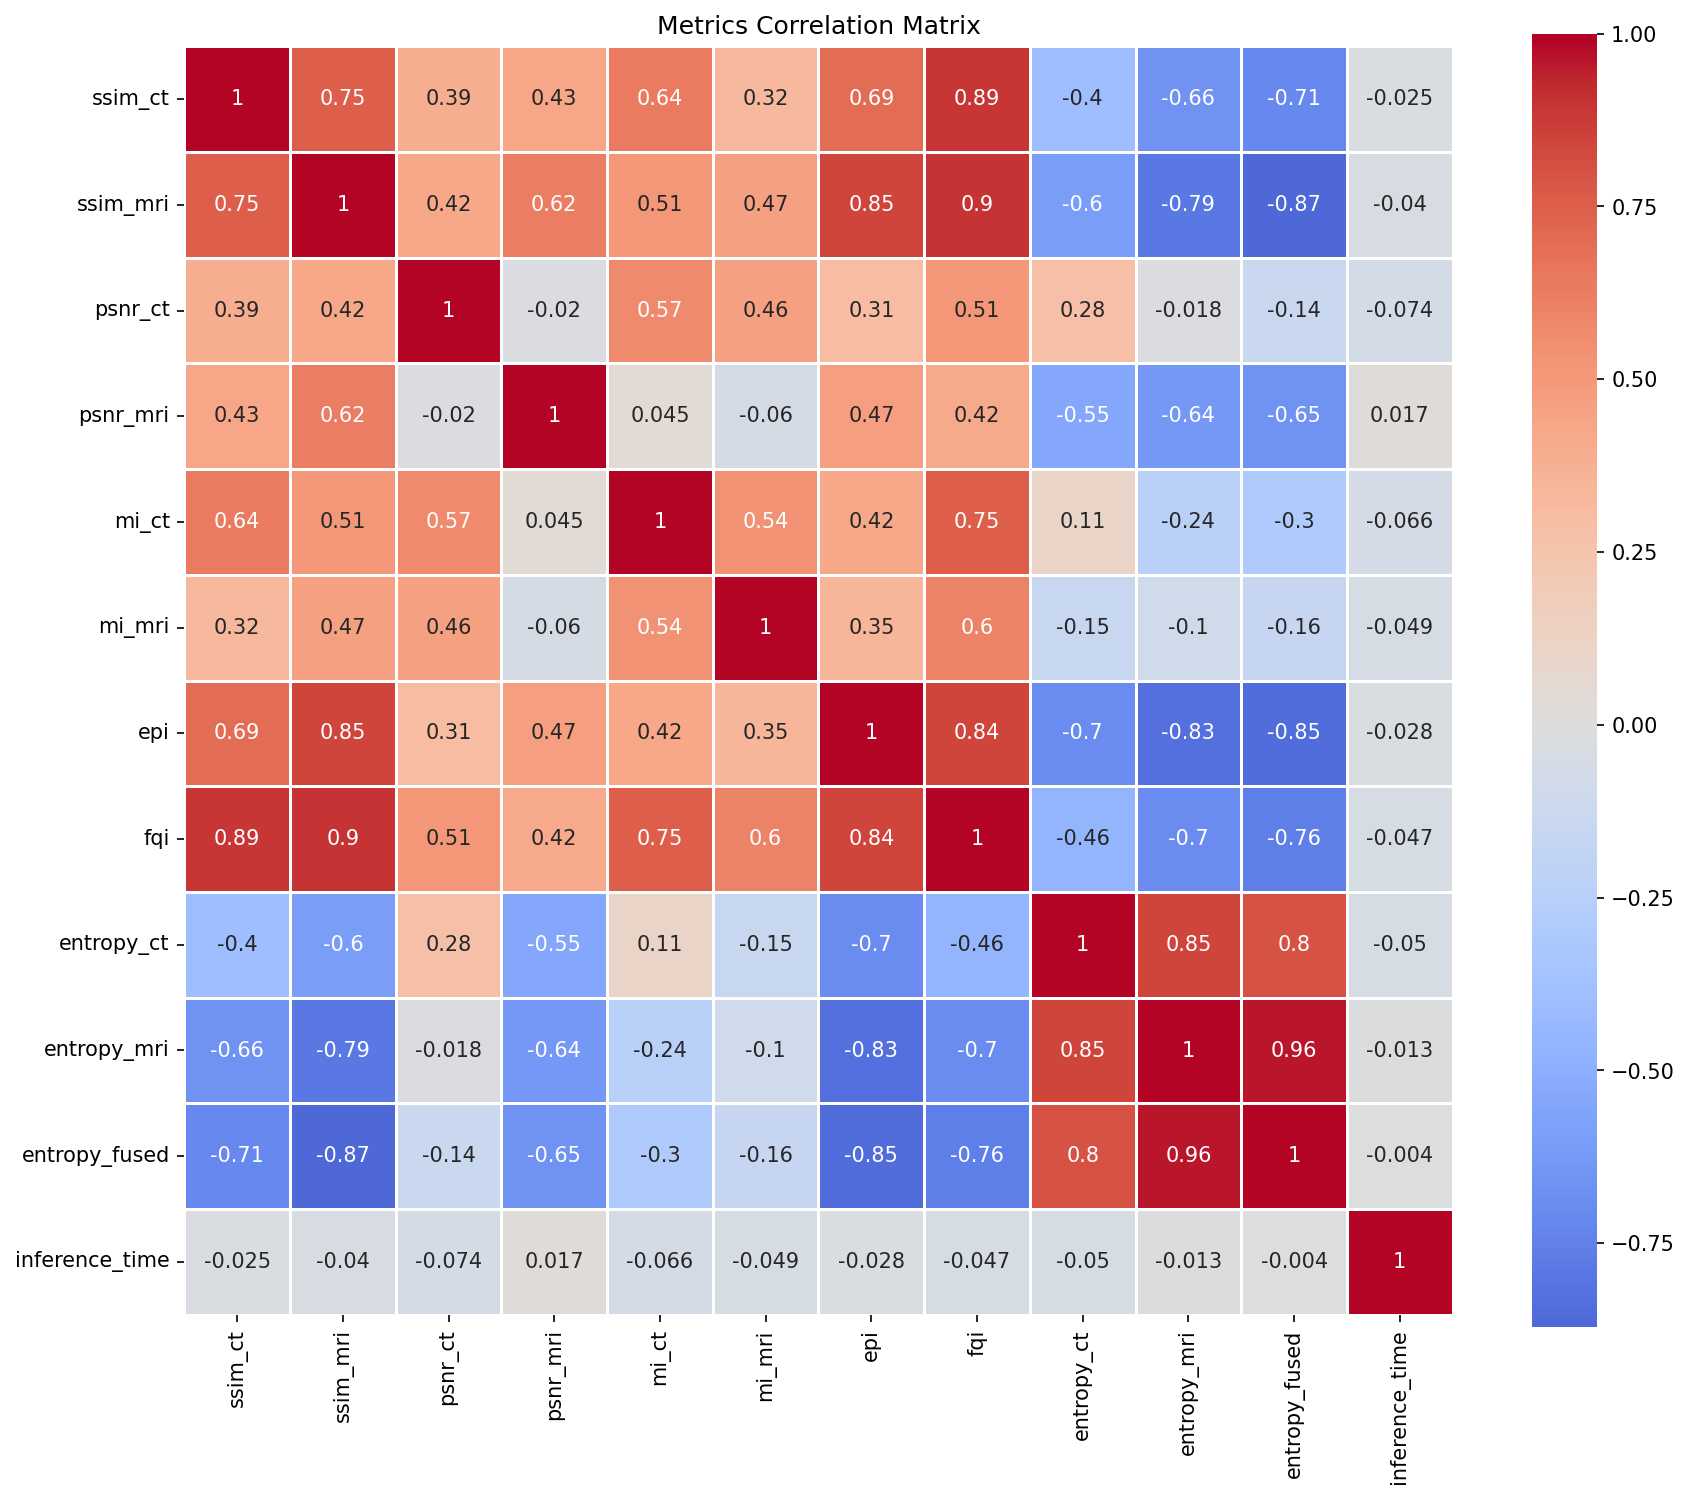 Metrics Correlation Matrix
ssim_ct 1 0.75 0.39 0.43 0.64 0.32 0.69 0.89 -0.4 -0.66 -0.71 -0.025
ssim_mri 0.75 1 0.42 0.62 0.51 0.47 0.85 0.9 -0.6 -0.79 -0.87 -0.04
psnr_ct 0.39 0.42 1 -0.02 0.57 0.46 0.31 0.51 0.28 -0.018 -0.14 -0.074
psnr_mri 0.43 0.62 -0.02 1 0.045 -0.06 0.47 0.42 -0.55 -0.64 -0.65 0.017
mi_ct 0.64 0.51 0.57 0.045 1 0.54 0.42 0.75 0.11 -0.24 -0.3 -0.066
mi_mri 0.32 0.47 0.46 -0.06 0.54 1 0.35 0.6 -0.15 -0.1 -0.16 -0.049
epi 0.69 0.85 0.31 0.47 0.42 0.35 1 0.84 -0.7 -0.83 -0.85 -0.028
fqi 0.89 0.9 0.51 0.42 0.75 0.6 0.84 1 -0.46 -0.7 -0.76 -0.047
entropy_ct -0.4 -0.6 0.28 -0.55 0.11 -0.15 -0.7 -0.46 1 0.85 0.8 -0.05
entropy_mri -0.66 -0.79 -0.018 -0.64 -0.24 -0.1 -0.83 -0.7 0.85 1 0.96 -0.013
entropy_fused -0.71 -0.87 -0.14 -0.65 -0.3 -0.16 -0.85 -0.76 0.8 0.96 1 -0.004
inference_time -0.025 -0.04 -0.074 0.017 -0.066 -0.049 -0.028 -0.047 -0.05 -0.013 -0.004 1
ssim_ct ssim_mri psnr_ct psnr_mri mi_ct mi_mri epi fqi entropy_ct entropy_mri entropy_fused inference_time
1.00
0.75
0.50
0.25
0.00
−0.25
−0.50
−0.75